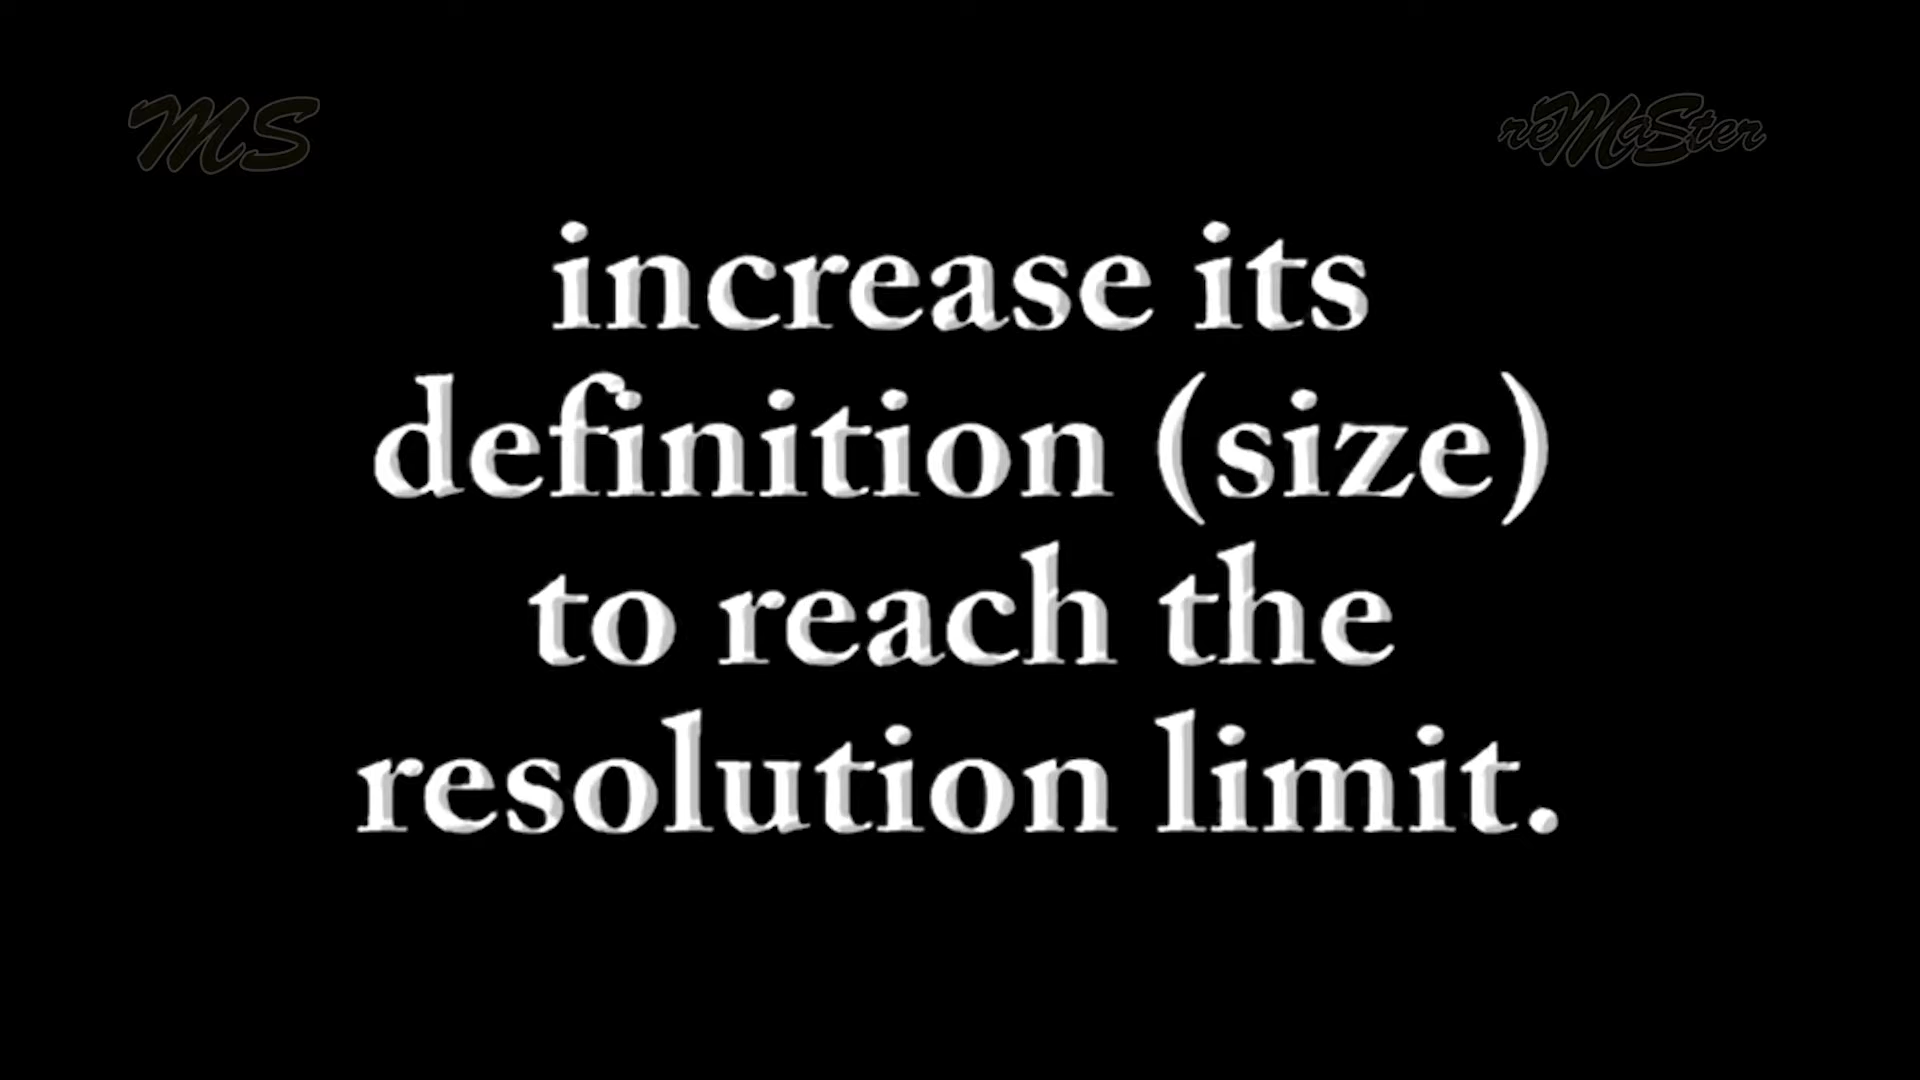 MS
reMaSter
increase its
definition (size)
to reach the
resolution limit.